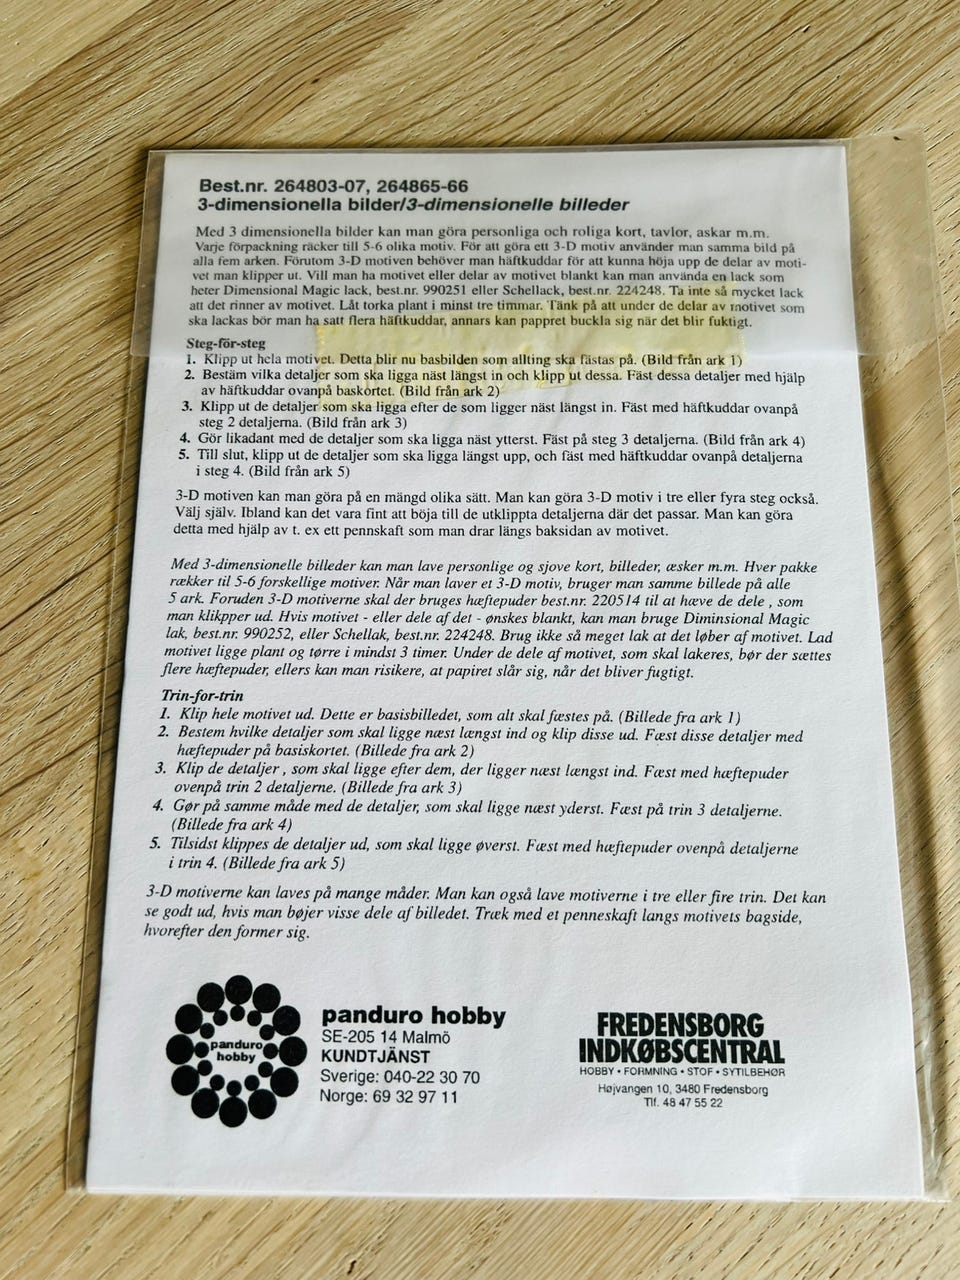 Best.nr. 264803-07, 264865-66
3-dimensionella bilder/3-dimensionelle billeder
Med 3 dimensionella bilder kan man göra personliga och roliga kort, tavlor, askar m.m.
Varje förpackning räcker till 5-6 olika motiv. För att göra ett 3-D motiv använder man samma bild på
alla fem arken. Förutom 3-D motiven behöver man häftkuddar för att kunna höja upp de delar av moti-
vet man klipper ut. Vill man ha motivet eller delar av motivet blankt kan man använda en lack som
heter Dimensional Magic lack, best.nr. 990251 eller Schellack, best.nr. 224248. Ta inte så mycket lack
att det rinner av motivet. Låt torka plant i minst tre timmar. Tänk på att under de delar av motivet som
ska lackas bör man ha satt flera häftkuddar, annars kan pappret buckla sig när det blir fuktigt.
Steg-för-steg
1. Klipp ut hela motivet. Detta blir nu basbilden som allting ska fästas på. (Bild från ark 1)
2. Bestäm vilka detaljer som ska ligga näst längst in och klipp ut dessa. Fäst dessa detaljer med hjälp
av häftkuddar ovanpå baskortet. (Bild från ark 2)
3. Klipp ut de detaljer som ska ligga efter de som ligger näst längst in. Fäst med häftkuddar ovanpå
steg 2 detaljerna. (Bild från ark 3)
4. Gör likadant med de detaljer som ska ligga näst ytterst. Fäst på steg 3 detaljerna. (Bild från ark 4)
5. Till slut, klipp ut de detaljer som ska ligga längst upp, och fäst med häftkuddar ovanpå detaljerna
i steg 4. (Bild från ark 5)
3-D motiven kan man göra på en mängd olika sätt. Man kan göra 3-D motiv i tre eller fyra steg också.
Välj själv. Ibland kan det vara fint att böja till de utklippta detaljerna där det passar. Man kan göra
detta med hjälp av t. ex ett pennskaft som man drar längs baksidan av motivet.
Med 3-dimensionelle billeder kan man lave personlige og sjove kort, billeder, æsker m.m. Hver pakke
rækker til 5-6 forskellige motiver. Når man laver et 3-D motiv, bruger man samme billede på alle
5 ark. Foruden 3-D motiverne skal der bruges hæftepuder best.nr. 220514 til at hæve de dele , som
man klikpper ud. Hvis motivet - eller dele af det - ønskes blankt, kan man bruge Diminsional Magic
lak, best.nr. 990252, eller Schellak, best.nr. 224248. Brug ikke så meget lak at det løber af motivet. Lad
motivet ligge plant og tørre i mindst 3 timer. Under de dele af motivet, som skal lakeres, bør der sættes
flere hæftepuder, ellers kan man risikere, at papiret slår sig, når det bliver fugtigt.
Trin-for-trin
1. Klip hele motivet ud. Dette er basisbilledet, som alt skal fæstes på. (Billede fra ark 1)
2. Bestem hvilke detaljer som skal ligge næst længst ind og klip disse ud. Fæst disse detaljer med
hæftepuder på basiskortet. (Billede fra ark 2)
3. Klip de detaljer , som skal ligge efter dem, der ligger næst længst ind. Fæst med hæftepuder
ovenpå trin 2 detaljerne. (Billede fra ark 3)
4. Gør på samme måde med de detaljer, som skal ligge næst yderst. Fæst på trin 3 detaljerne.
(Billede fra ark 4)
5. Tilsidst klippes de detaljer ud, som skal ligge øverst. Fæst med hæftepuder ovenpå detaljerne
i trin 4. (Billede fra ark 5)
3-D motiverne kan laves på mange måder. Man kan også lave motiverne i tre eller fire trin. Det kan
se godt ud, hvis man bøjer visse dele af billedet. Træk med et penneskaft langs motivets bagside,
hvorefter den former sig.
panduro
hobby
panduro hobby
SE-205 14 Malmö
KUNDTJÄNST
Sverige: 040-22 30 70
Norge: 69 32 97 11
FREDENSBORG
INDKØBSCENTRAL
HOBBY • FORMNING • STOF • SYTILBEHØR
Højvangen 10, 3480 Fredensborg
Tlf. 48 47 55 22